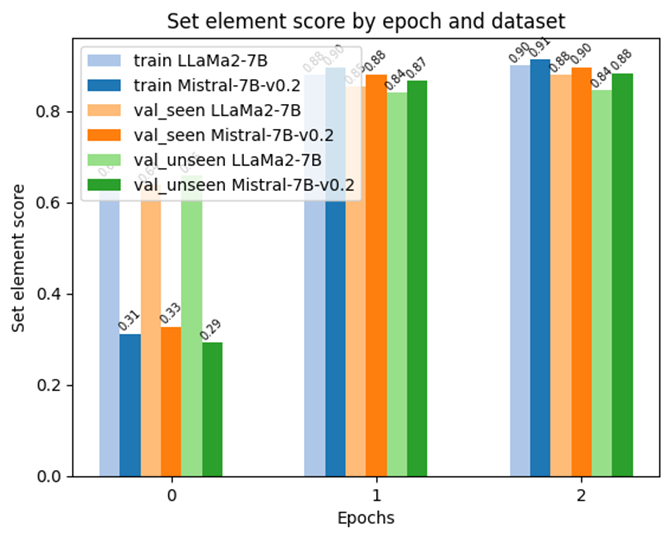 Set element score by epoch and dataset
train LLaMa2-7B
train Mistral-7B-v0.2
val_seen LLaMa2-7B
val_seen Mistral-7B-v0.2
val_unseen LLaMa2-7B
val_unseen Mistral-7B-v0.2
0.31
0.33
0.29
0.88
0.90
0.85
0.88
0.84
0.87
0.90
0.91
0.88
0.90
0.84
0.88
Set element score
0.8
0.6
0.4
0.2
0.0
0
1
2
Epochs